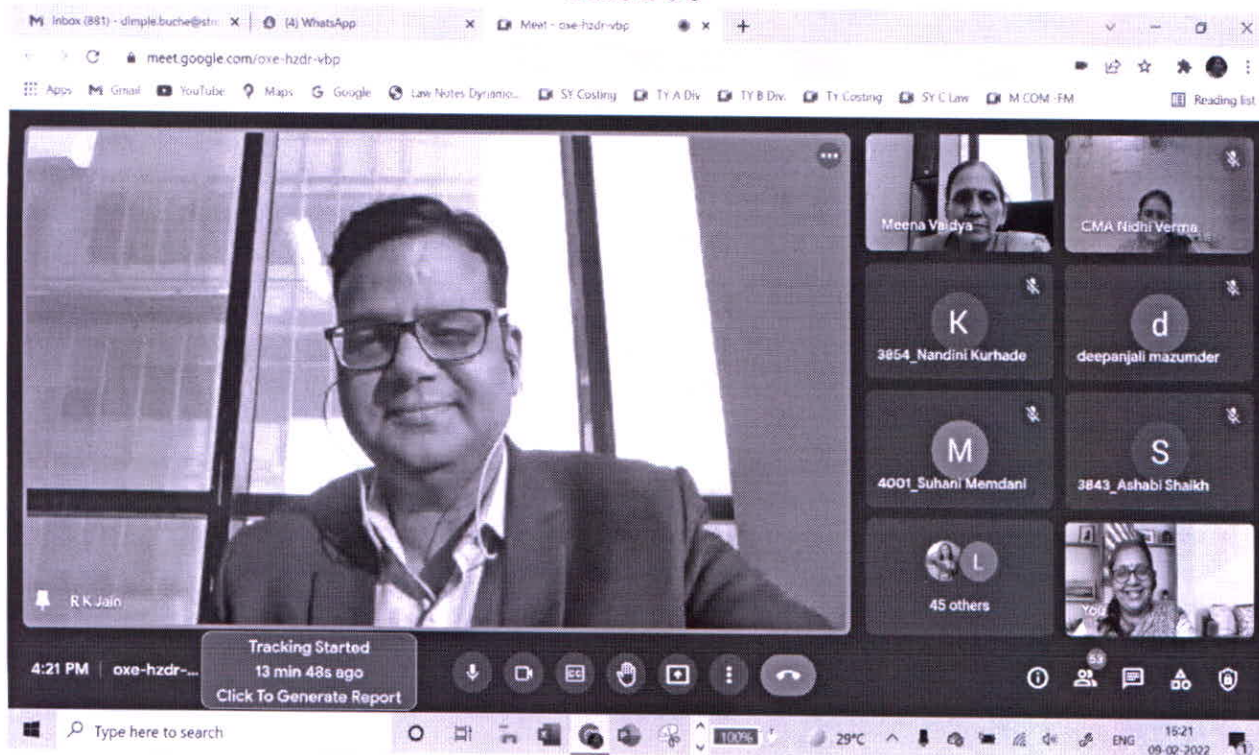 Inbox (881) - dimple.buche@str
(4) WhatsApp
Meet - oxe-hzdr-vbp
meet.google.com/oxe-hzdr-vbp
Apps Gmail YouTube Maps Google Law Notes Dynamic... SY Costing TY A Div TY B Div. TY Costing SY C Law M COM -FM Reading list
Meena Vaidya
CMA Nidhi Verma
K
3854_Nandini Kurhade
d
deepanjali mazumder
M
4001_Suhani Memdani
S
3843_Ashabi Shaikh
L
45 others
You
R K Jain
4:21 PM | oxe-hzdr-...
Tracking Started
13 min 48s ago
Click To Generate Report
53
Type here to search
100%
29°C
ENG
16:21
09-02-2022